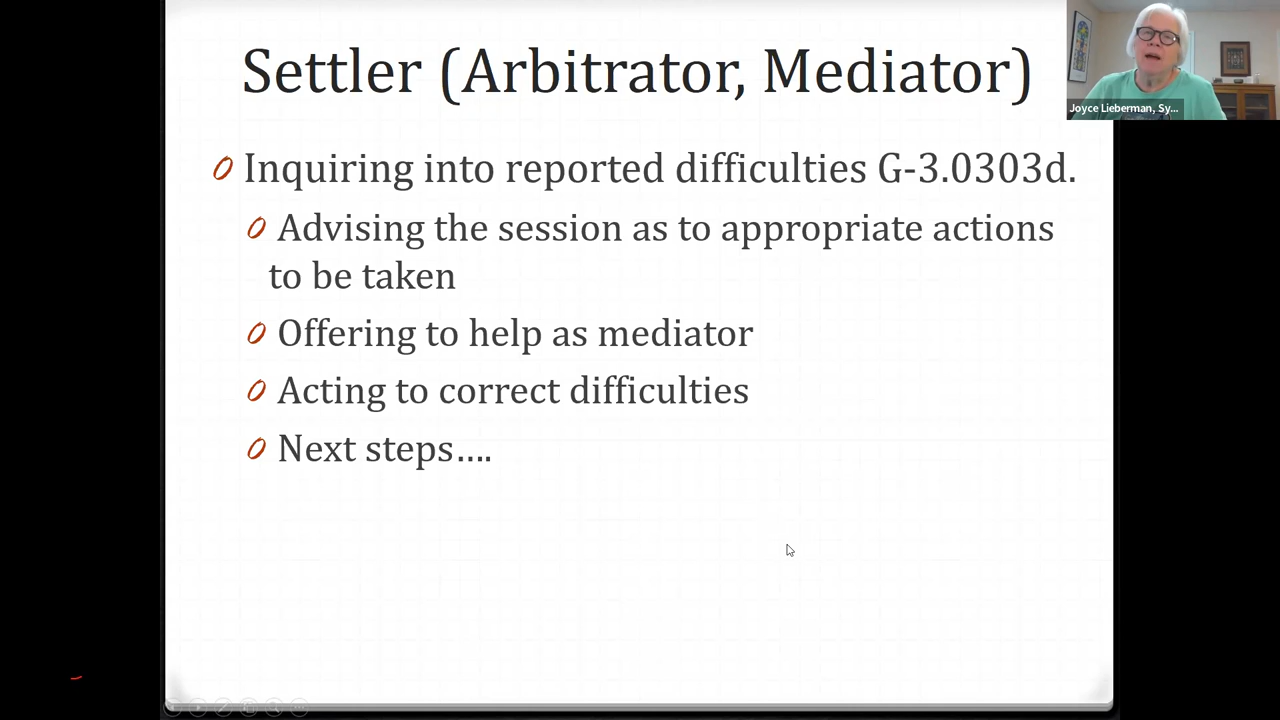 Settler (Arbitrator, Mediator)
Joyce Lieberman, Sy...
Inquiring into reported difficulties G-3.0303d.
Advising the session as to appropriate actions
to be taken
Offering to help as mediator
Acting to correct difficulties
Next steps....